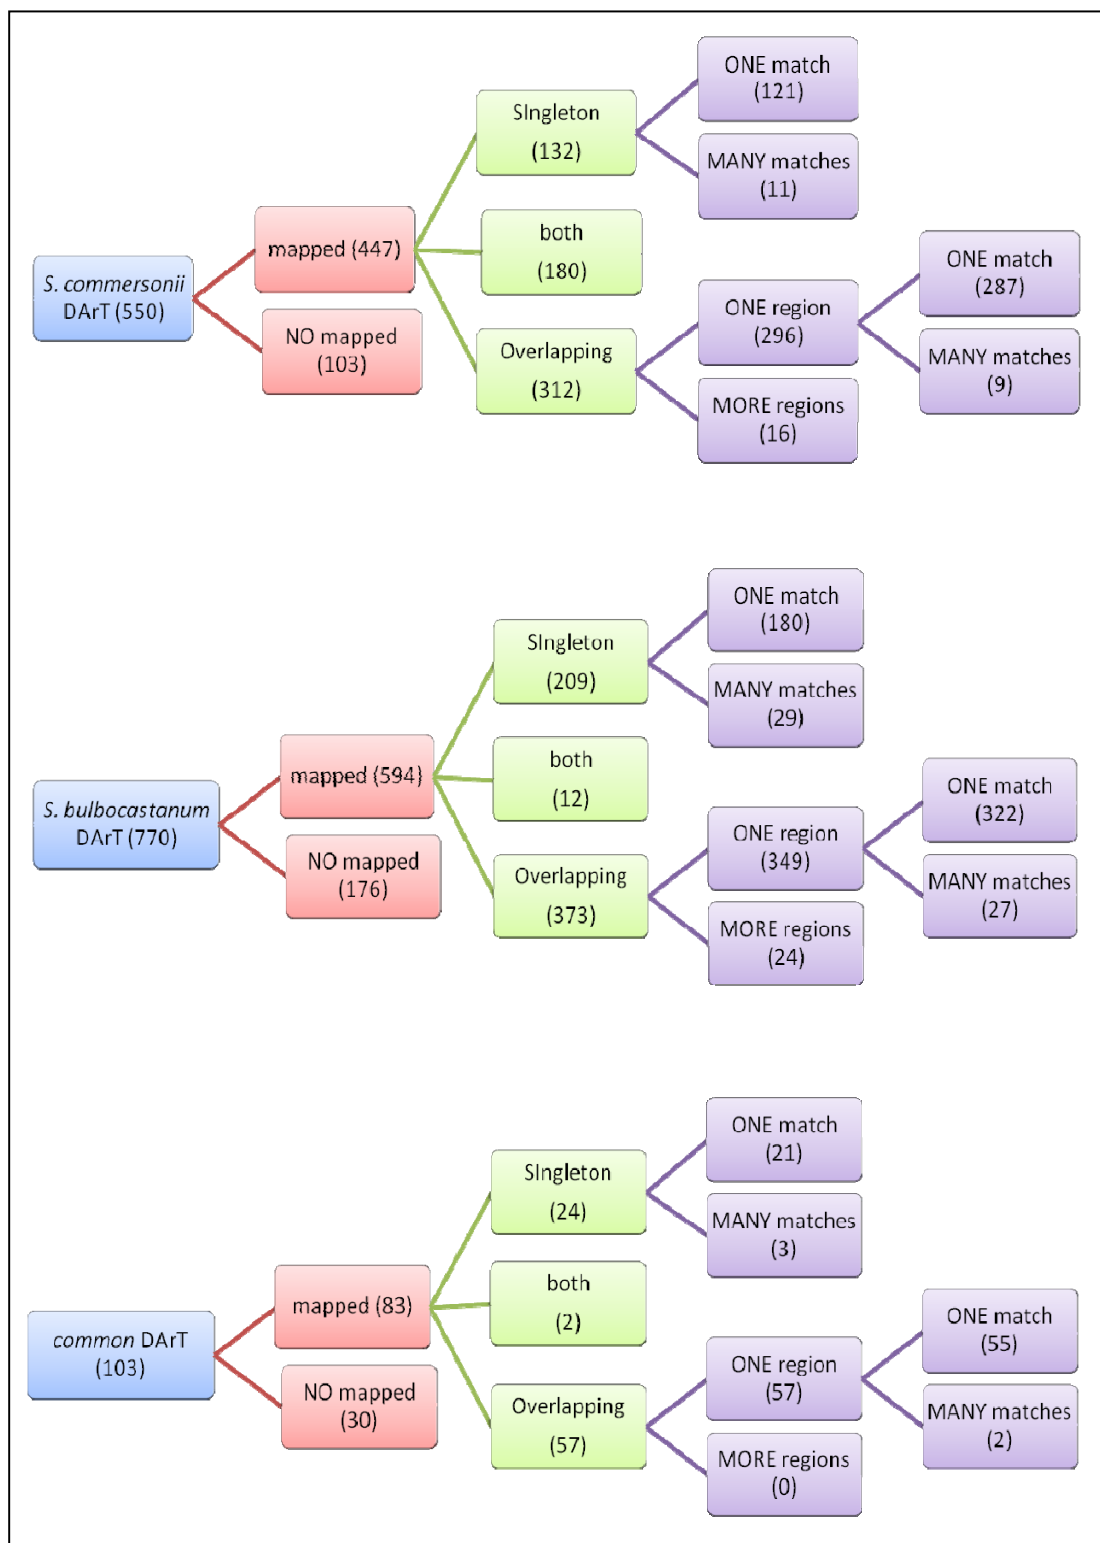 S. commersonii
DArT (550)
mapped (447)
NO mapped
(103)
SIngleton
(132)
both
(180)
Overlapping
(312)
ONE match
(121)
MANY matches
(11)
ONE region
(296)
MORE regions
(16)
ONE match
(287)
MANY matches
(9)
S. bulbocastanum
DArT (770)
mapped (594)
NO mapped
(176)
SIngleton
(209)
both
(12)
Overlapping
(373)
ONE match
(180)
MANY matches
(29)
ONE region
(349)
MORE regions
(24)
ONE match
(322)
MANY matches
(27)
common DArT
(103)
mapped (83)
NO mapped
(30)
SIngleton
(24)
both
(2)
Overlapping
(57)
ONE match
(21)
MANY matches
(3)
ONE region
(57)
MORE regions
(0)
ONE match
(55)
MANY matches
(2)